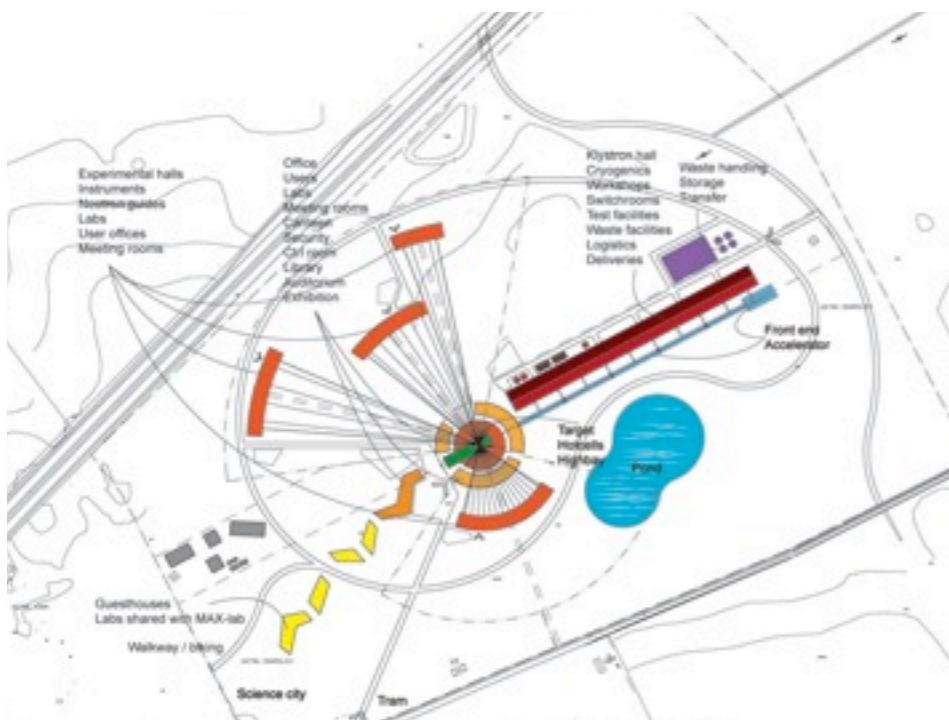 Experimental halls
Instruments
Neutron guides
Labs
User offices
Meeting rooms
Office
Users
Labs
Meeting rooms
Canteen
Security
Ctrl room
Library
Auditorium
Exhibition
Klystron hall
Cryogenics
Workshops
Switchrooms
Test facilities
Waste facilities
Logistics
Deliveries
Waste handling
Storage
Transfer
Front end
Accelerator
Target
Hotcells
Highbay
Pond
Guesthouses
Labs shared with MAX-lab
Walkway / biking
Science city
Tram